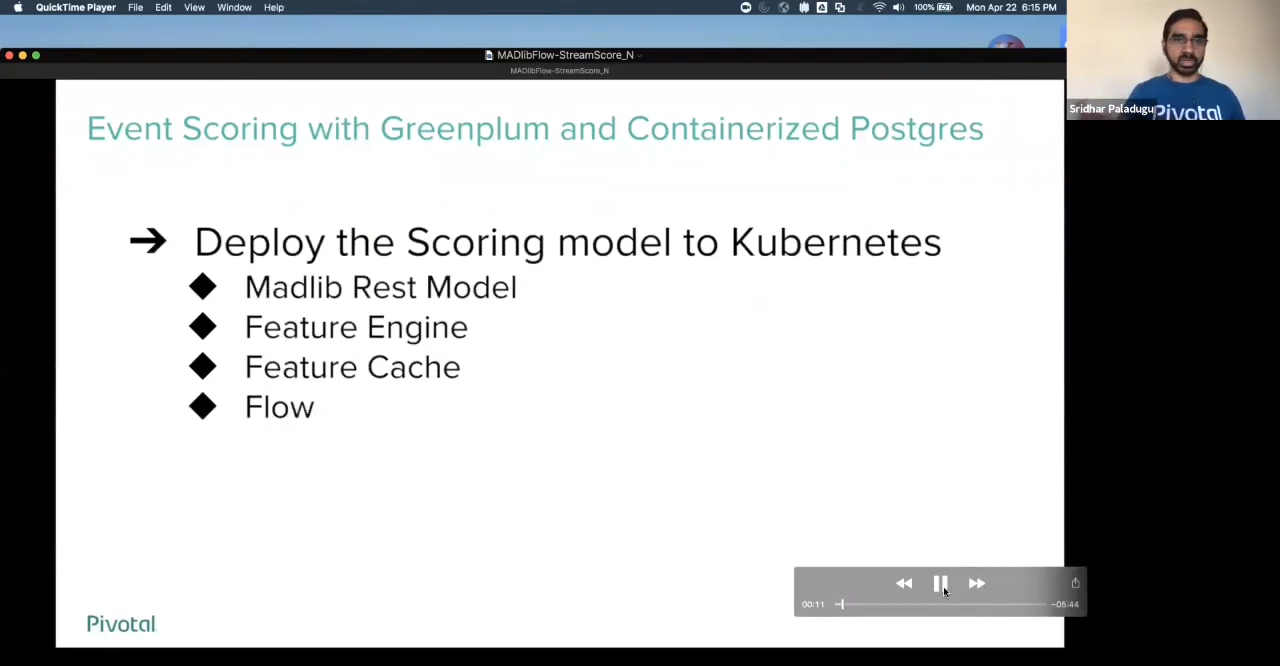 QuickTime Player File Edit View Window Help 100% Mon Apr 22 6:15 PM
MADlibFlow-StreamScore_N
MADlibFlow-StreamScore_N
Sridhar Paladugu
Pivotal
Event Scoring with Greenplum and Containerized Postgres
➔ Deploy the Scoring model to Kubernetes
◆ Madlib Rest Model
◆ Feature Engine
◆ Feature Cache
◆ Flow
00:11 -05:44
Pivotal